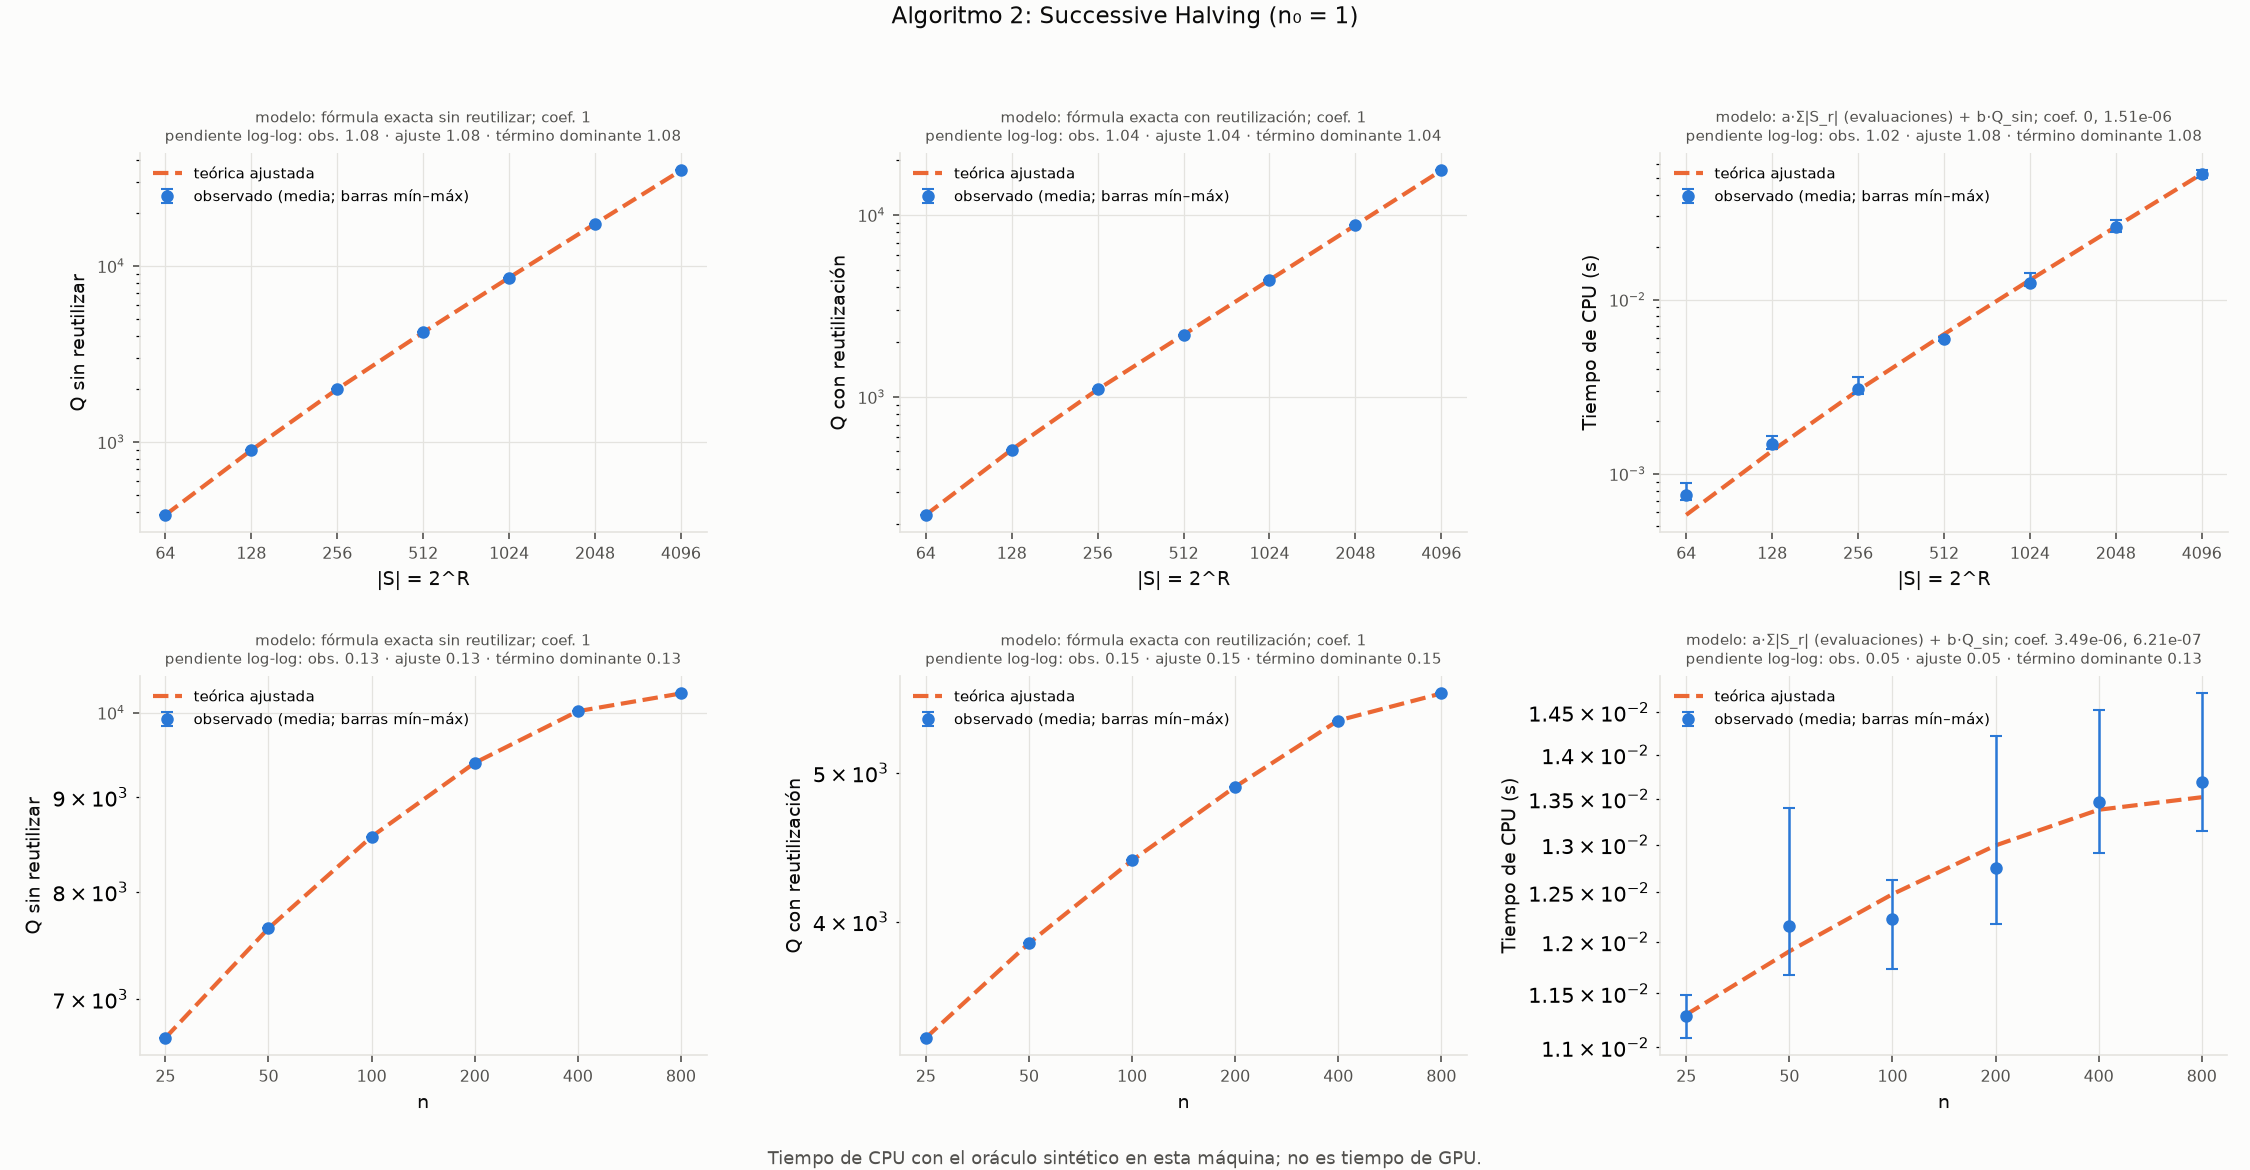 Algoritmo 2: Successive Halving (n₀ = 1)
modelo: fórmula exacta sin reutilizar; coef. 1
pendiente log-log: obs. 1.08 · ajuste 1.08 · término dominante 1.08
teórica ajustada
observado (media; barras mín–máx)
Q sin reutilizar
10⁴
10³
64 128 256 512 1024 2048 4096
|S| = 2^R
modelo: fórmula exacta con reutilización; coef. 1
pendiente log-log: obs. 1.04 · ajuste 1.04 · término dominante 1.04
teórica ajustada
observado (media; barras mín–máx)
Q con reutilización
10⁴
10³
64 128 256 512 1024 2048 4096
|S| = 2^R
modelo: a·Σ|S_r| (evaluaciones) + b·Q_sin; coef. 0, 1.51e-06
pendiente log-log: obs. 1.02 · ajuste 1.08 · término dominante 1.08
teórica ajustada
observado (media; barras mín–máx)
Tiempo de CPU (s)
10⁻²
10⁻³
64 128 256 512 1024 2048 4096
|S| = 2^R
modelo: fórmula exacta sin reutilizar; coef. 1
pendiente log-log: obs. 0.13 · ajuste 0.13 · término dominante 0.13
teórica ajustada
observado (media; barras mín–máx)
Q sin reutilizar
10⁴
9 × 10³
8 × 10³
7 × 10³
25 50 100 200 400 800
n
modelo: fórmula exacta con reutilización; coef. 1
pendiente log-log: obs. 0.15 · ajuste 0.15 · término dominante 0.15
teórica ajustada
observado (media; barras mín–máx)
Q con reutilización
5 × 10³
4 × 10³
25 50 100 200 400 800
n
modelo: a·Σ|S_r| (evaluaciones) + b·Q_sin; coef. 3.49e-06, 6.21e-07
pendiente log-log: obs. 0.05 · ajuste 0.05 · término dominante 0.13
teórica ajustada
observado (media; barras mín–máx)
Tiempo de CPU (s)
1.45 × 10⁻²
1.4 × 10⁻²
1.35 × 10⁻²
1.3 × 10⁻²
1.25 × 10⁻²
1.2 × 10⁻²
1.15 × 10⁻²
1.1 × 10⁻²
25 50 100 200 400 800
n
Tiempo de CPU con el oráculo sintético en esta máquina; no es tiempo de GPU.